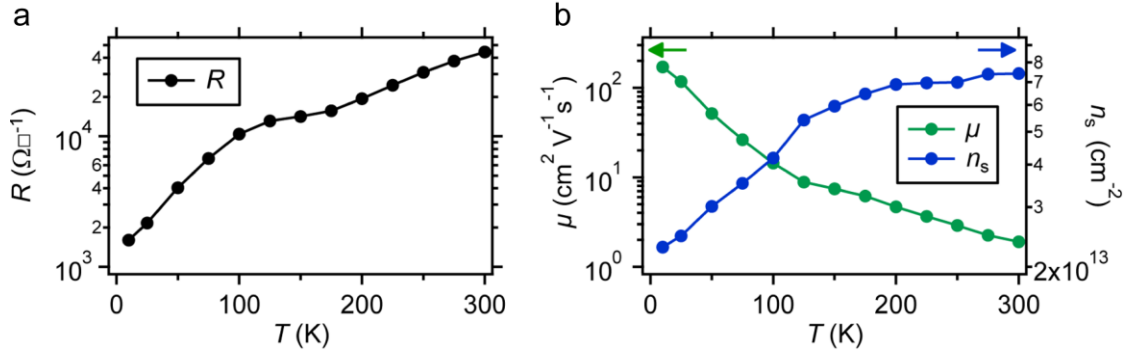 a
R (Ω□⁻¹)
4
2
10⁴
6
4
2
10³
R
0
100
200
300
T (K)
b
μ (cm² V⁻¹ s⁻¹)
10²
10¹
10⁰
μ
nₛ
8
7
6
5
4
3
2x10¹³
nₛ (cm⁻²)
0
100
200
300
T (K)